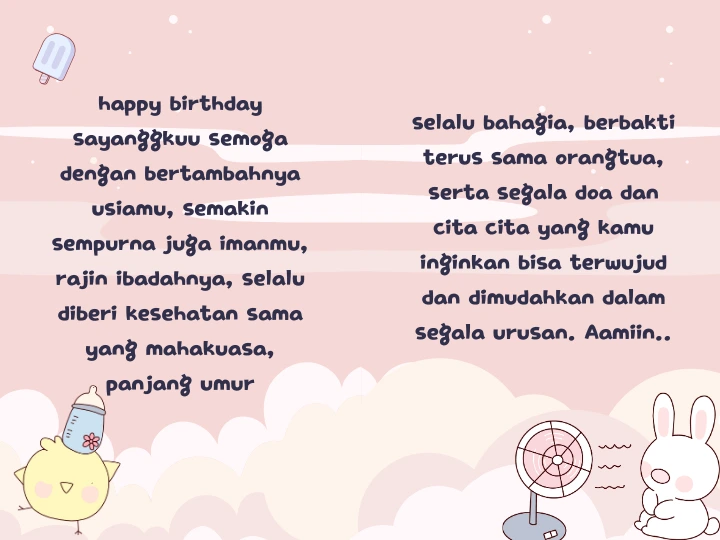 happy birthday
sayanggkuu semoga
dengan bertambahnya
usiamu, semakin
sempurna juga imanmu,
rajin ibadahnya, selalu
diberi kesehatan sama
yang mahakuasa,
panjang umur
selalu bahagia, berbakti
terus sama orangtua,
serta segala doa dan
cita cita yang kamu
inginkan bisa terwujud
dan dimudahkan dalam
segala urusan. Aamiin..